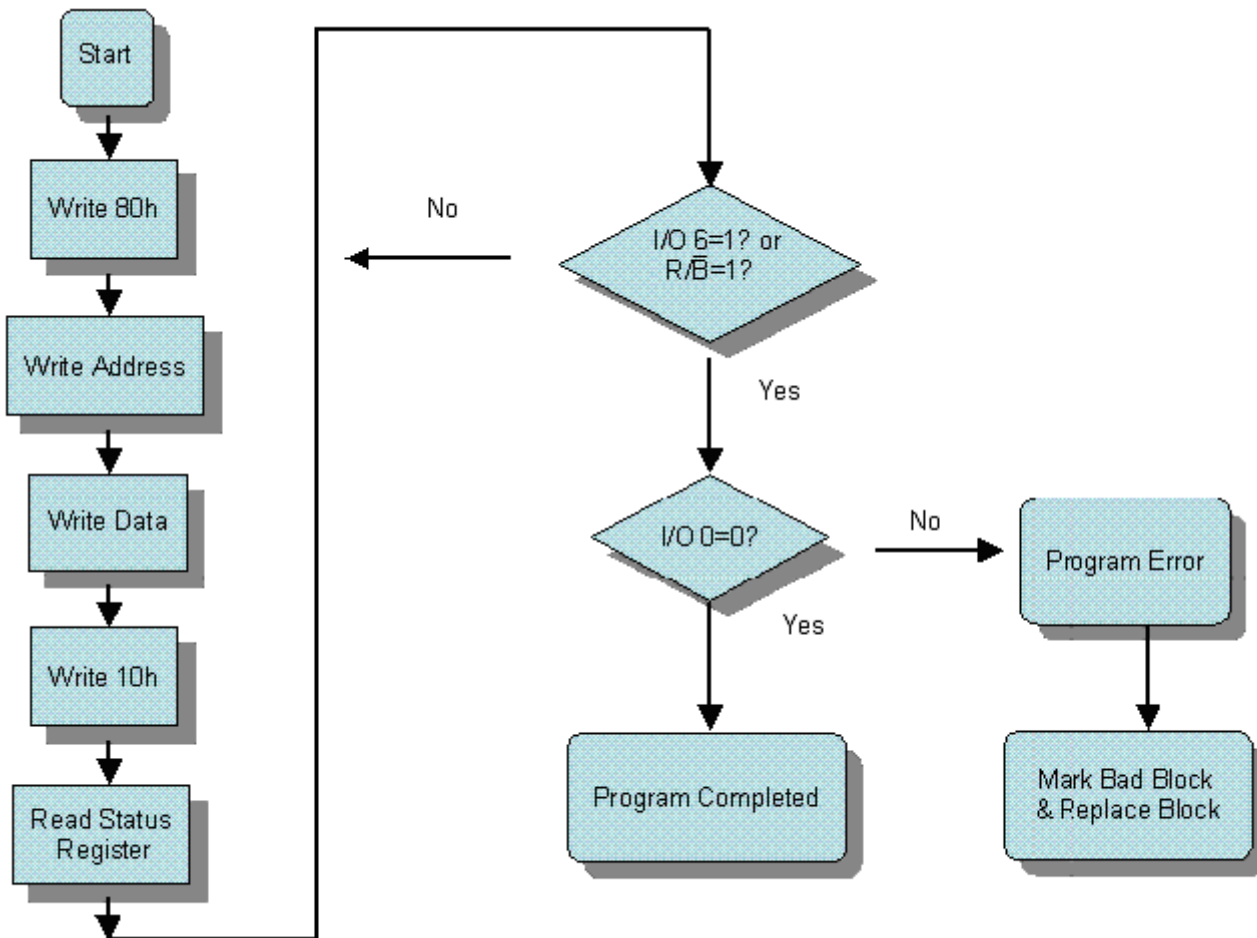 Start
Write 80h
Write Address
Write Data
Write 10h
Read Status
Register
No
I/O 6=1? or
R/B̅=1?
Yes
I/O 0=0?
No
Yes
Program Error
Program Completed
Mark Bad Block
& Replace Block